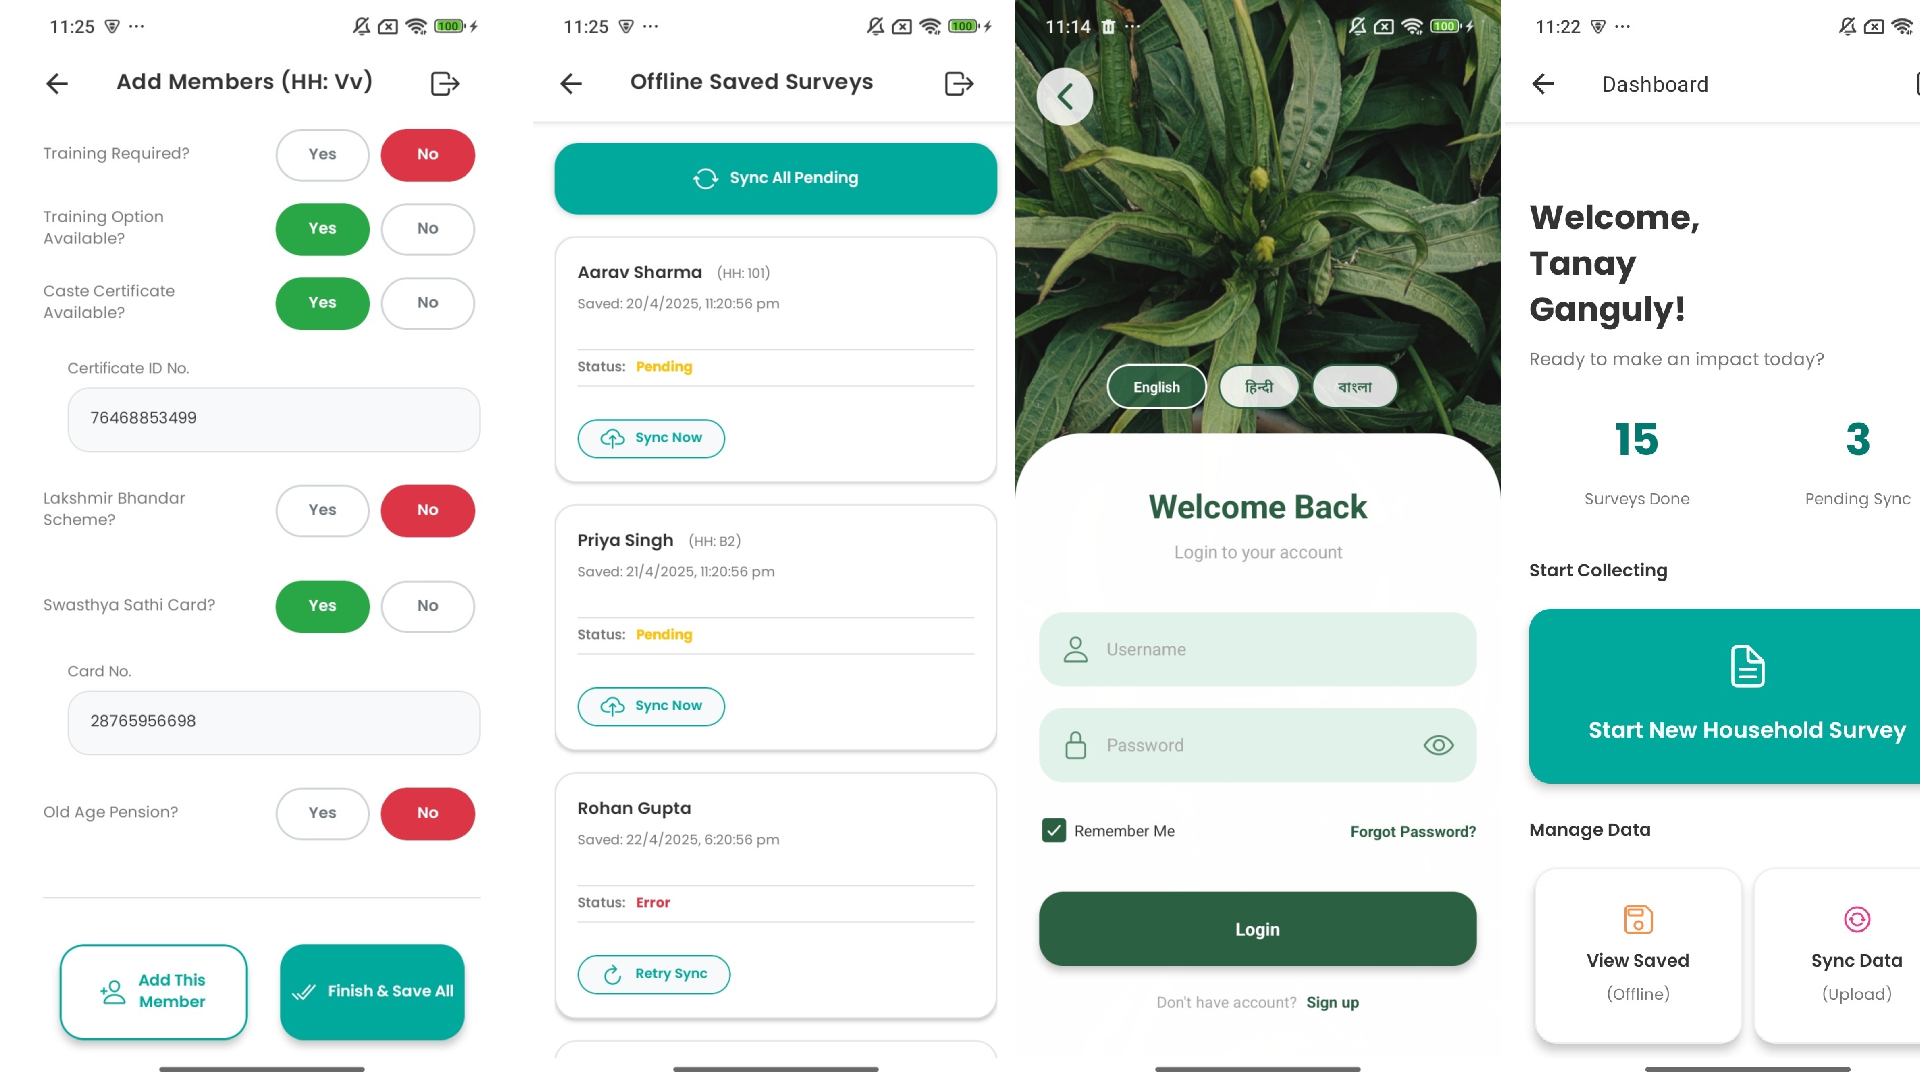 11:25
100
Add Members (HH: Vv)
Training Required?
Yes
No
Training Option
Available?
Yes
No
Caste Certificate
Available?
Yes
No
Certificate ID No.
76468853499
Lakshmir Bhandar
Scheme?
Yes
No
Swasthya Sathi Card?
Yes
No
Card No.
28765956698
Old Age Pension?
Yes
No
Add This
Member
Finish & Save All
11:25
100
Offline Saved Surveys
Sync All Pending
Aarav Sharma (HH: 101)
Saved: 20/4/2025, 11:20:56 pm
Status: Pending
Sync Now
Priya Singh (HH: B2)
Saved: 21/4/2025, 11:20:56 pm
Status: Pending
Sync Now
Rohan Gupta
Saved: 22/4/2025, 6:20:56 pm
Status: Error
Retry Sync
11:14
100
English
हिन्दी
বাংলা
Welcome Back
Login to your account
Username
Password
Remember Me
Forgot Password?
Login
Don't have account? Sign up
11:22
Dashboard
Welcome,
Tanay
Ganguly!
Ready to make an impact today?
15
3
Surveys Done
Pending Sync
Start Collecting
Start New Household Survey
Manage Data
View Saved
(Offline)
Sync Data
(Upload)